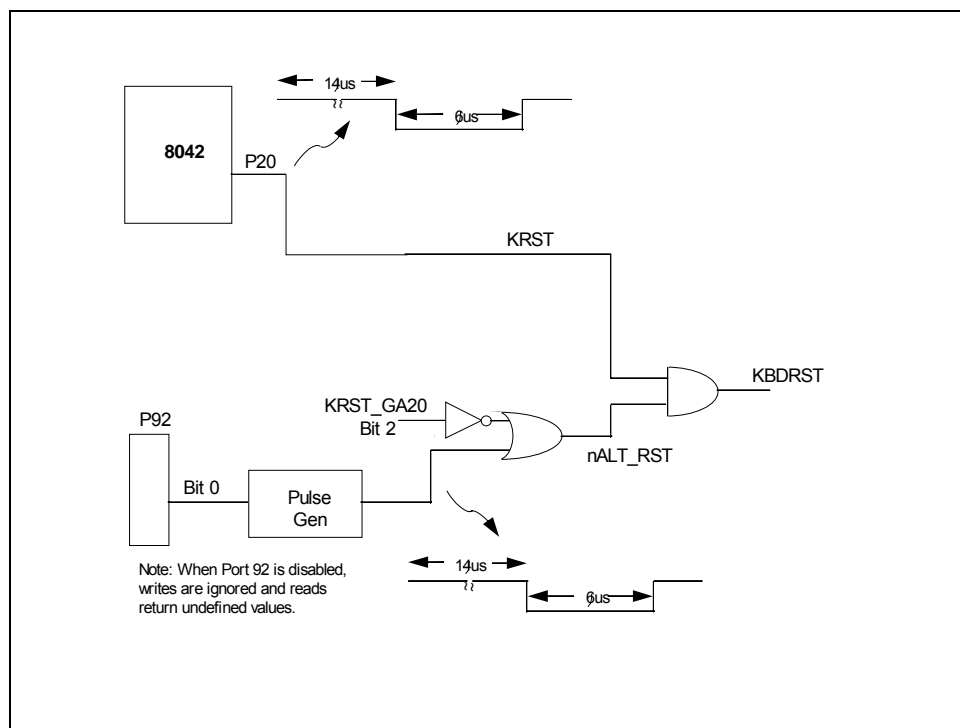 14us
6us
8042
P20
KRST
KBDRST
KRST_GA20
Bit 2
nALT_RST
P92
Bit 0
Pulse
Gen
14us
6us
Note: When Port 92 is disabled,
writes are ignored and reads
return undefined values.